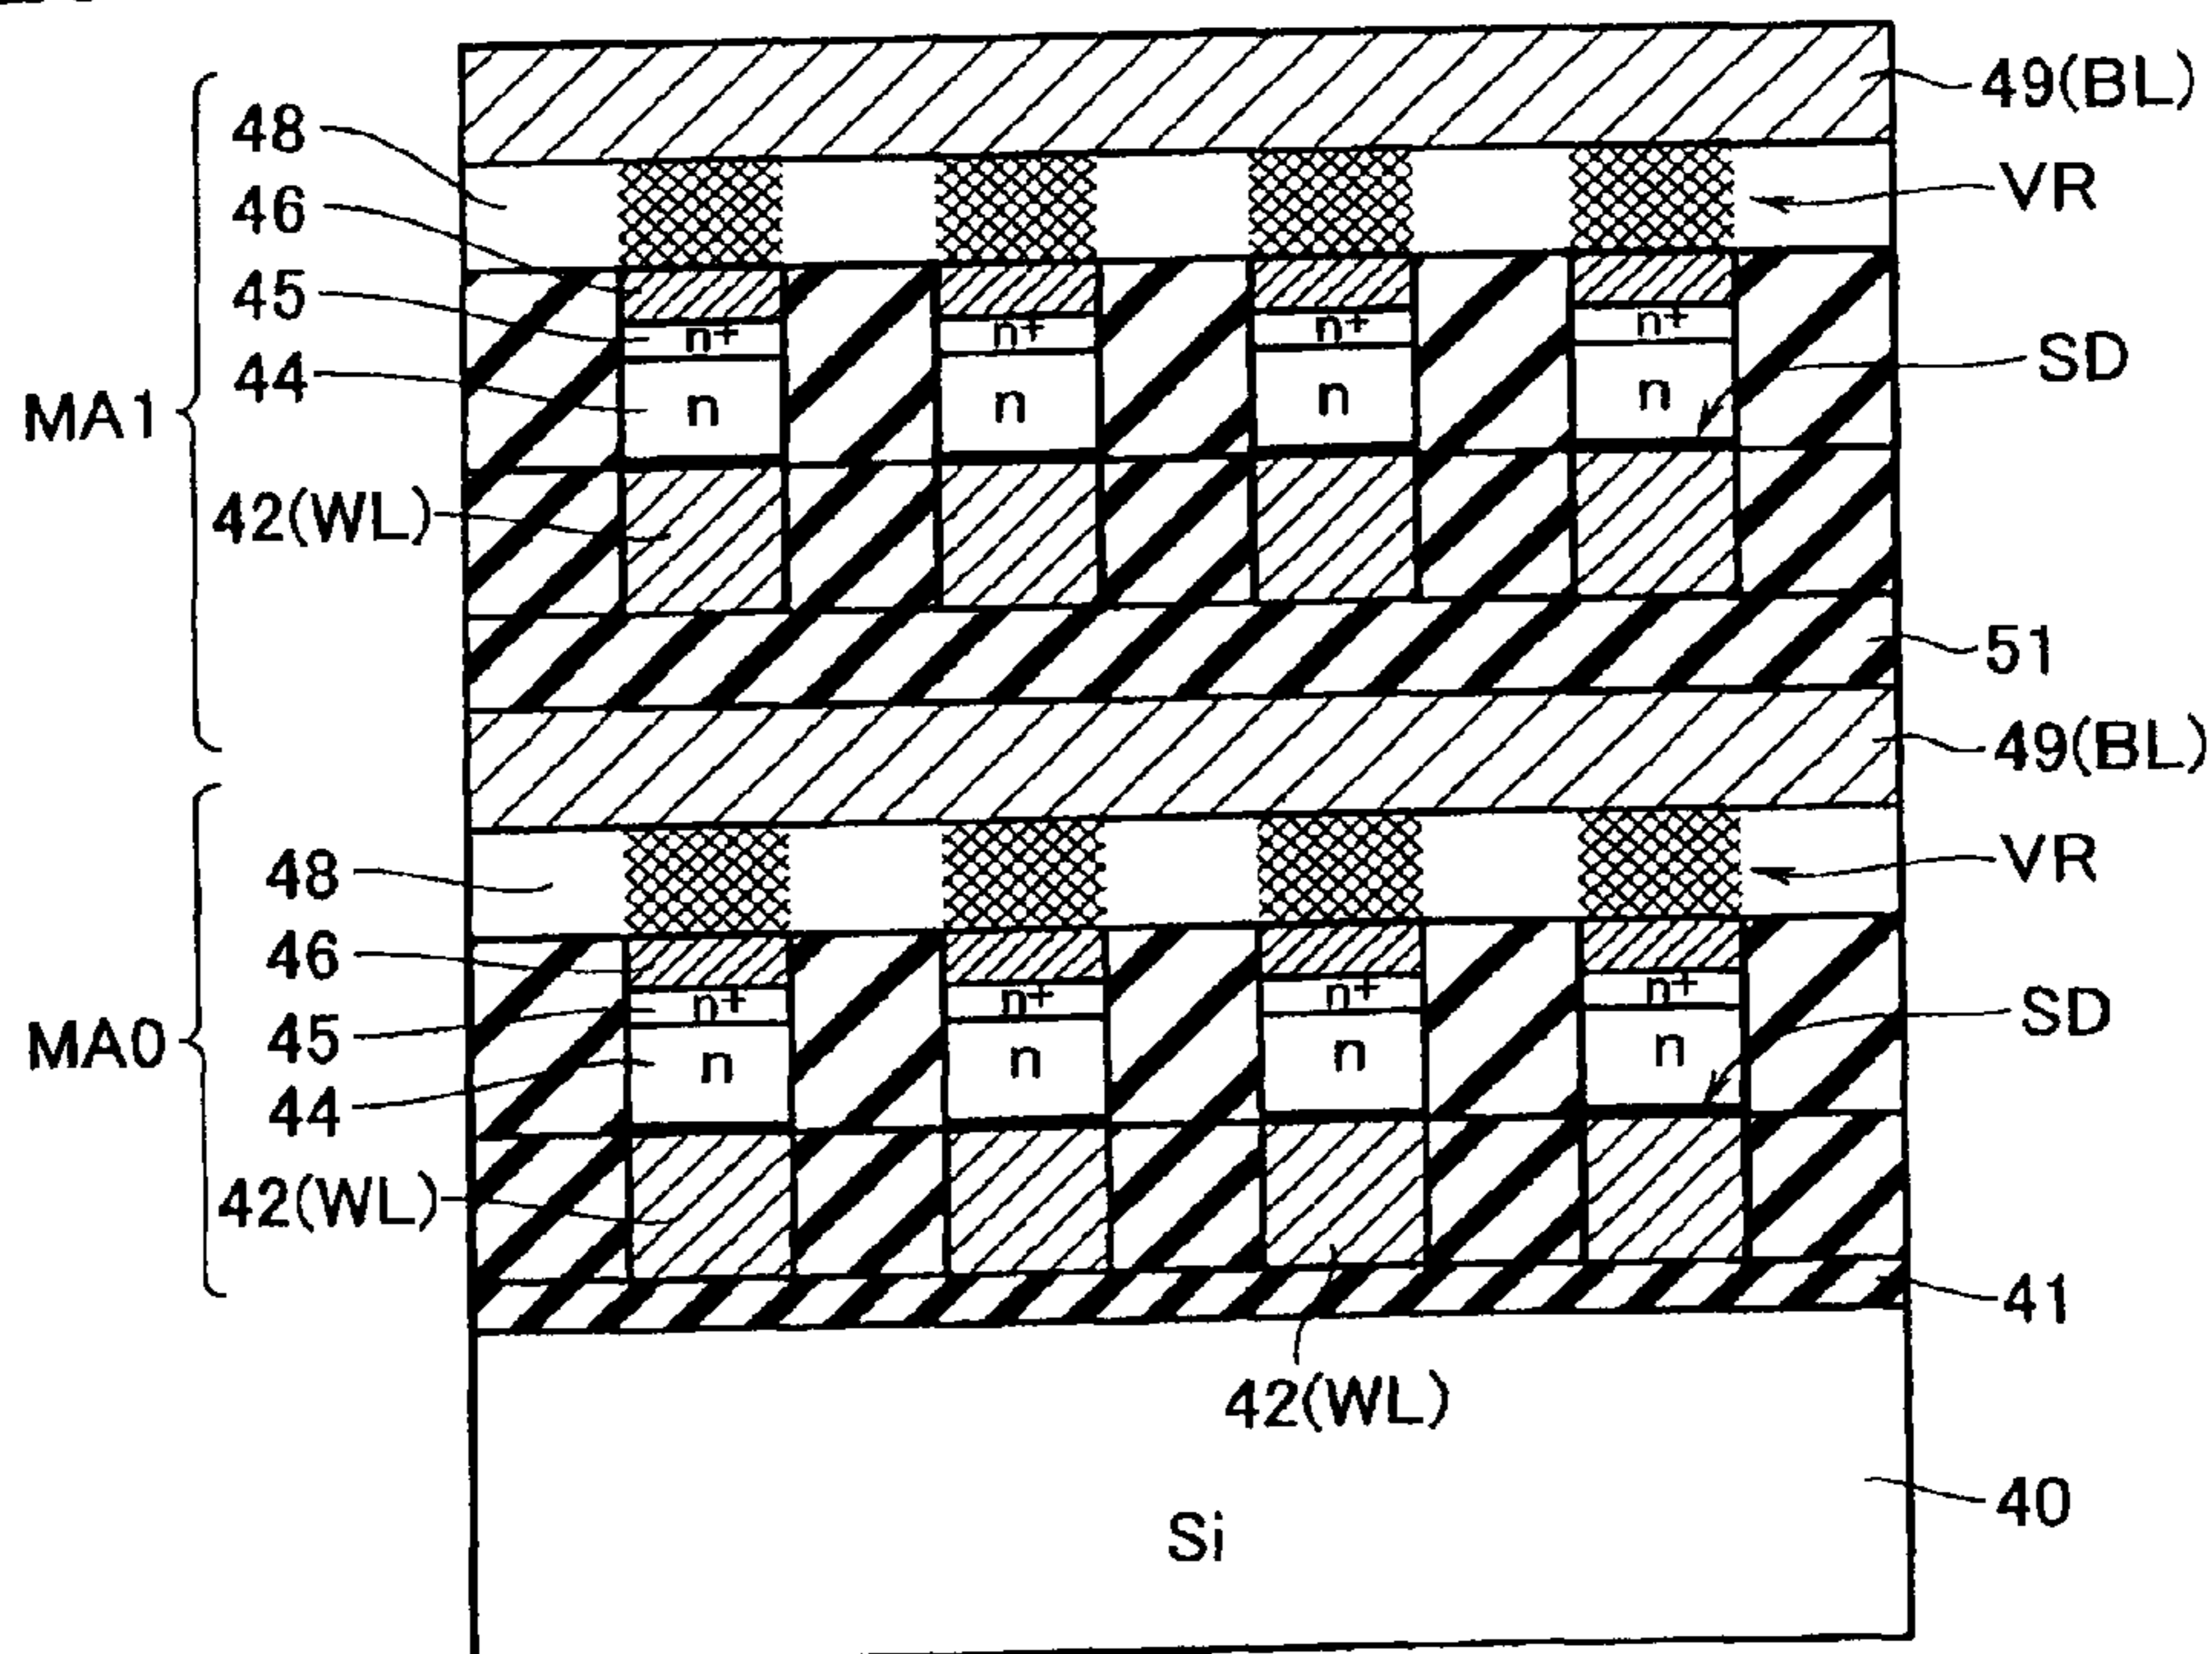 49(BL)
48
VR
46
45
n+ n+ n+ n+
SD
44
n n n n
MA1
42(WL)
51
49(BL)
48
VR
46
n+ n+ n+ n+
SD
45
MA0
n n n n
44
42(WL)
41
42(WL)
40
Si